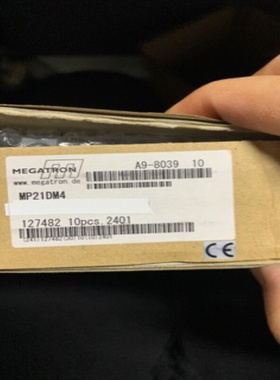 MEGATRON A9-8039 10
www.megatron.de
MP21DM4
127482 10pcs 2401
CE